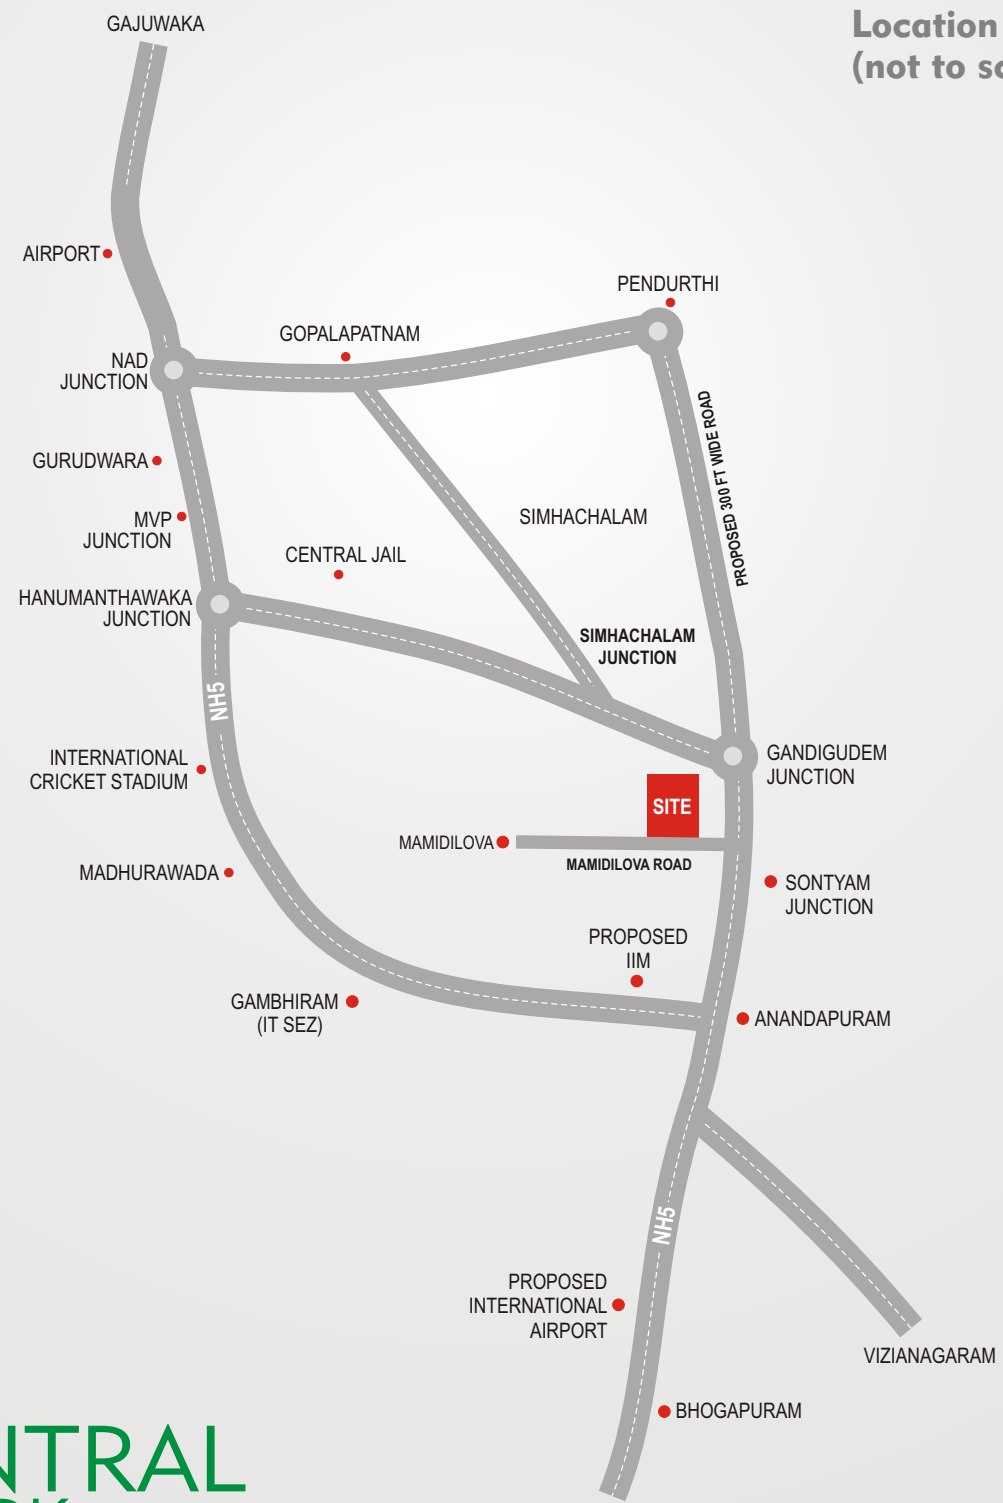 GAJUWAKA
Location
(not to
AIRPORT
PENDURTHI
GOPALAPATNAM
NAD
JUNCTION
PROPOSED 300 FT WIDE ROAD
GURUDWARA
MVP
JUNCTION
SIMHACHALAM
CENTRAL JAIL
HANUMANTHAWAKA
JUNCTION
SIMHACHALAM
JUNCTION
NH5
INTERNATIONAL
CRICKET STADIUM
GANDIGUDEM
JUNCTION
SITE
MAMIDILOVA
MAMIDILOVA ROAD
MADHURAWADA
SONTYAM
JUNCTION
PROPOSED
IIM
GAMBHIRAM
(IT SEZ)
ANANDAPURAM
NH5
PROPOSED
INTERNATIONAL
AIRPORT
VIZIANAGARAM
BHOGAPURAM
NTRAL